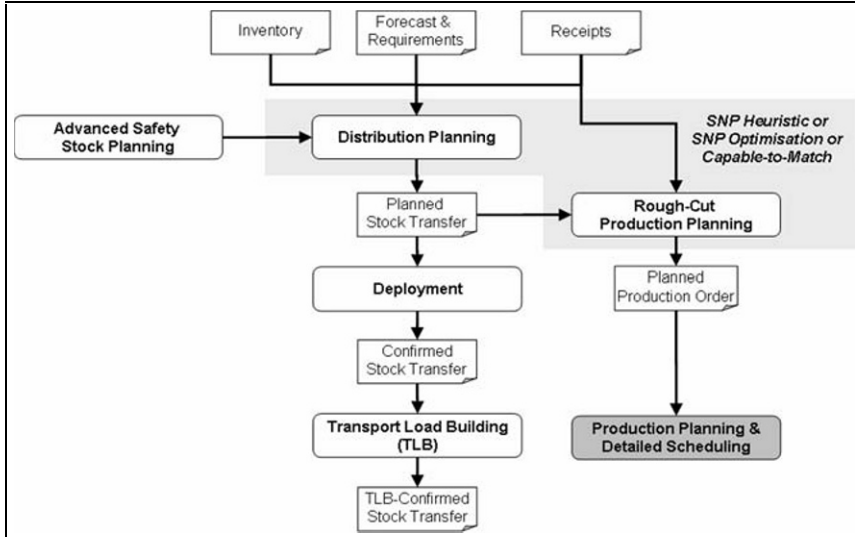 Inventory
Forecast &
Requirements
Receipts
Advanced Safety
Stock Planning
Distribution Planning
SNP Heuristic or
SNP Optimisation or
Capable-to-Match
Planned
Stock Transfer
Rough-Cut
Production Planning
Deployment
Planned
Production Order
Confirmed
Stock Transfer
Transport Load Building
(TLB)
Production Planning &
Detailed Scheduling
TLB-Confirmed
Stock Transfer